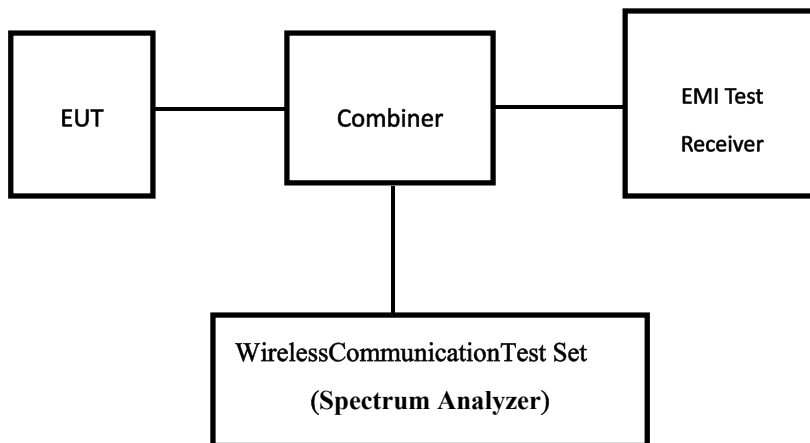 EUT
Combiner
EMI Test
Receiver
WirelessCommunicationTest Set
(Spectrum Analyzer)